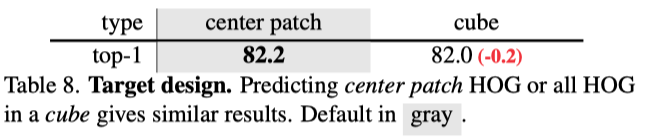 type center patch cube
top-1 82.2 82.0 (-0.2)
Table 8. Target design. Predicting center patch HOG or all HOG
in a cube gives similar results. Default in gray .